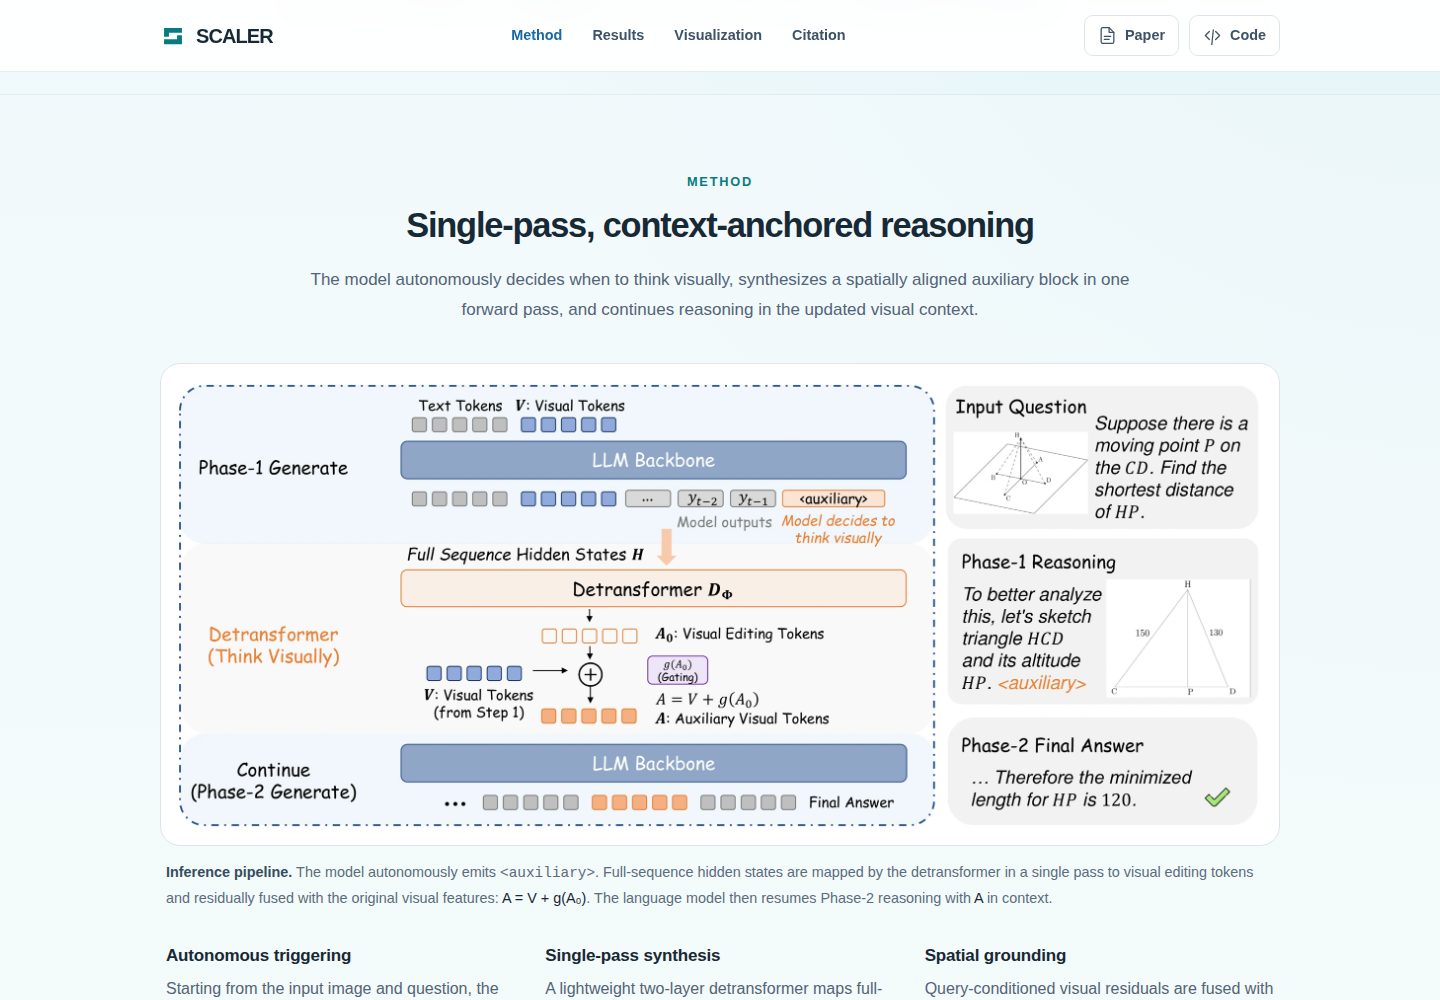 SCALER
Method
Results
Visualization
Citation
Paper
Code
METHOD
Single-pass, context-anchored reasoning
The model autonomously decides when to think visually, synthesizes a spatially aligned auxiliary block in one
forward pass, and continues reasoning in the updated visual context.
Text Tokens V: Visual Tokens
Phase-1 Generate
LLM Backbone
... y_{t−2} y_{t−1} <auxiliary>
Model outputs
Model decides to
think visually
Full Sequence Hidden States H
Detransformer D_Φ
Detransformer
(Think Visually)
A₀: Visual Editing Tokens
g(A₀)
(Gating)
V: Visual Tokens
(from Step 1)
A = V + g(A₀)
A: Auxiliary Visual Tokens
Continue
(Phase-2 Generate)
LLM Backbone
••• Final Answer
Input Question
H
A
B
O
D
C
Suppose there is a
moving point P on
the CD. Find the
shortest distance
of HP.
Phase-1 Reasoning
To better analyze
this, let's sketch
triangle HCD
and its altitude
HP. <auxiliary>
H
150
130
C P D
Phase-2 Final Answer
... Therefore the minimized
length for HP is 120.
Inference pipeline. The model autonomously emits <auxiliary>. Full-sequence hidden states are mapped by the detransformer in a single pass to visual editing tokens
and residually fused with the original visual features: A = V + g(A₀). The language model then resumes Phase-2 reasoning with A in context.
Autonomous triggering
Starting from the input image and question, the
Single-pass synthesis
A lightweight two-layer detransformer maps full-
Spatial grounding
Query-conditioned visual residuals are fused with